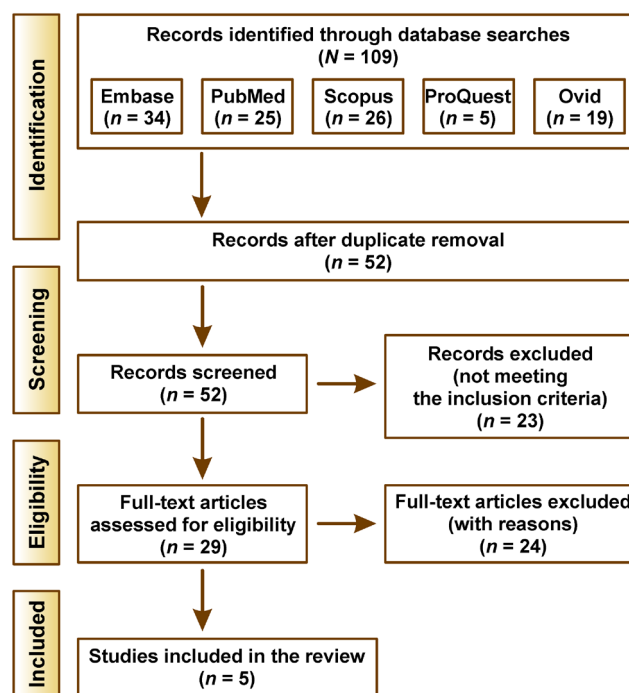 Identification
Records identified through database searches
(N = 109)
Embase
(n = 34)
PubMed
(n = 25)
Scopus
(n = 26)
ProQuest
(n = 5)
Ovid
(n = 19)
Records after duplicate removal
(n = 52)
Screening
Records screened
(n = 52)
Records excluded
(not meeting
the inclusion criteria)
(n = 23)
Eligibility
Full-text articles
assessed for eligibility
(n = 29)
Full-text articles excluded
(with reasons)
(n = 24)
Included
Studies included in the review
(n = 5)